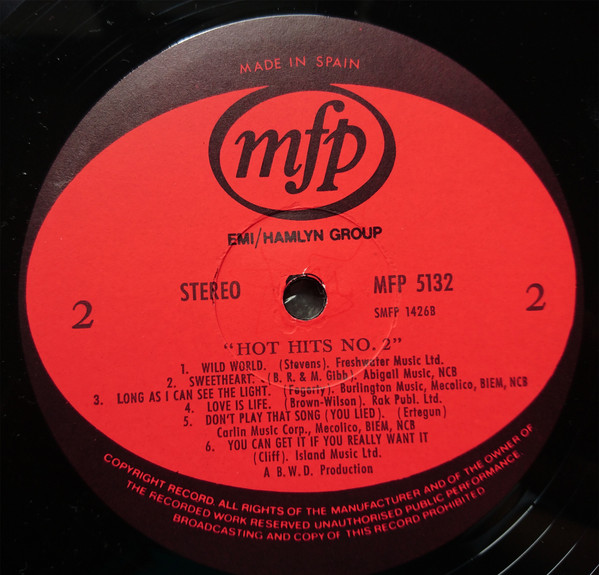 MADE IN SPAIN
mfp
EMI/HAMLYN GROUP
STEREO MFP 5132
SMFP 1426B
2 2
"HOT HITS NO. 2"
1. WILD WORLD. (Stevens). Freshwater Music Ltd.
2. SWEETHEART. (B. R. & M. Gibb). Abigail Music, NCB
3. LONG AS I CAN SEE THE LIGHT. (Fogerty). Burlington Music, Mecolico, BIEM, NCB
4. LOVE IS LIFE. (Brown-Wilson). Rak Publ. Ltd.
5. DON'T PLAY THAT SONG (YOU LIED). (Ertegun)
Carlin Music Corp., Mecolico, BIEM, NCB
6. YOU CAN GET IT IF YOU REALLY WANT IT
(Cliff). Island Music Ltd.
A B.W.D. Production
COPYRIGHT RECORD. ALL RIGHTS OF THE MANUFACTURER AND OF THE OWNER OF
THE RECORDED WORK RESERVED UNAUTHORISED PUBLIC PERFORMANCE.
BROADCASTING AND COPY OF THIS RECORD PROHIBITED